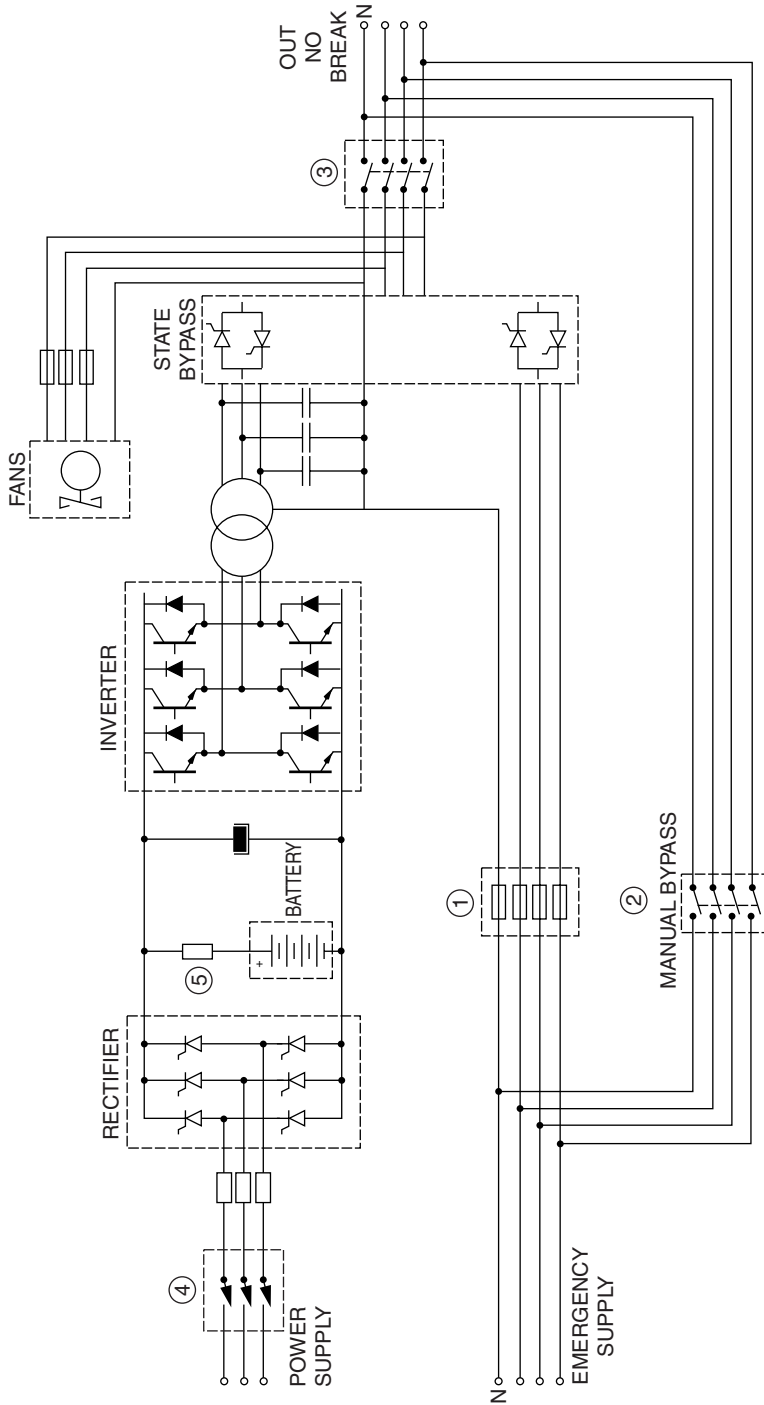 OUT
NO
BREAK
N
③
FANS
STATE
BYPASS
INVERTER
BATTERY
+
⑤
RECTIFIER
④
POWER
SUPPLY
①
②
MANUAL BYPASS
N
EMERGENCY
SUPPLY